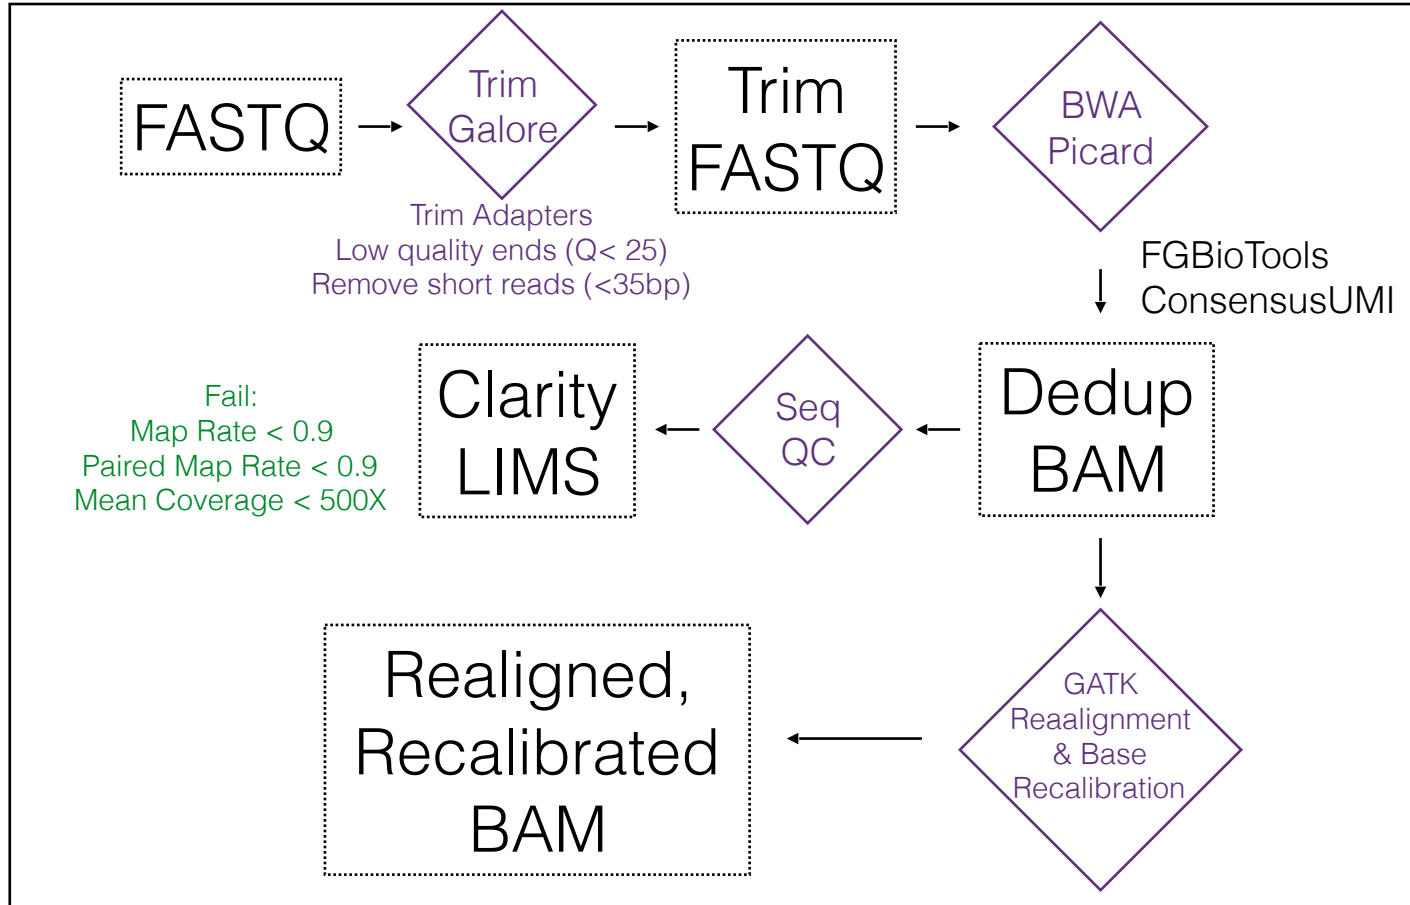 FASTQ
Trim
Galore
Trim Adapters
Low quality ends (Q< 25)
Remove short reads (<35bp)
Trim
FASTQ
BWA
Picard
FGBioTools
ConsensusUMI
Dedup
BAM
Seq
QC
Clarity
LIMS
Fail:
Map Rate < 0.9
Paired Map Rate < 0.9
Mean Coverage < 500X
GATK
Reaalignment
& Base
Recalibration
Realigned,
Recalibrated
BAM